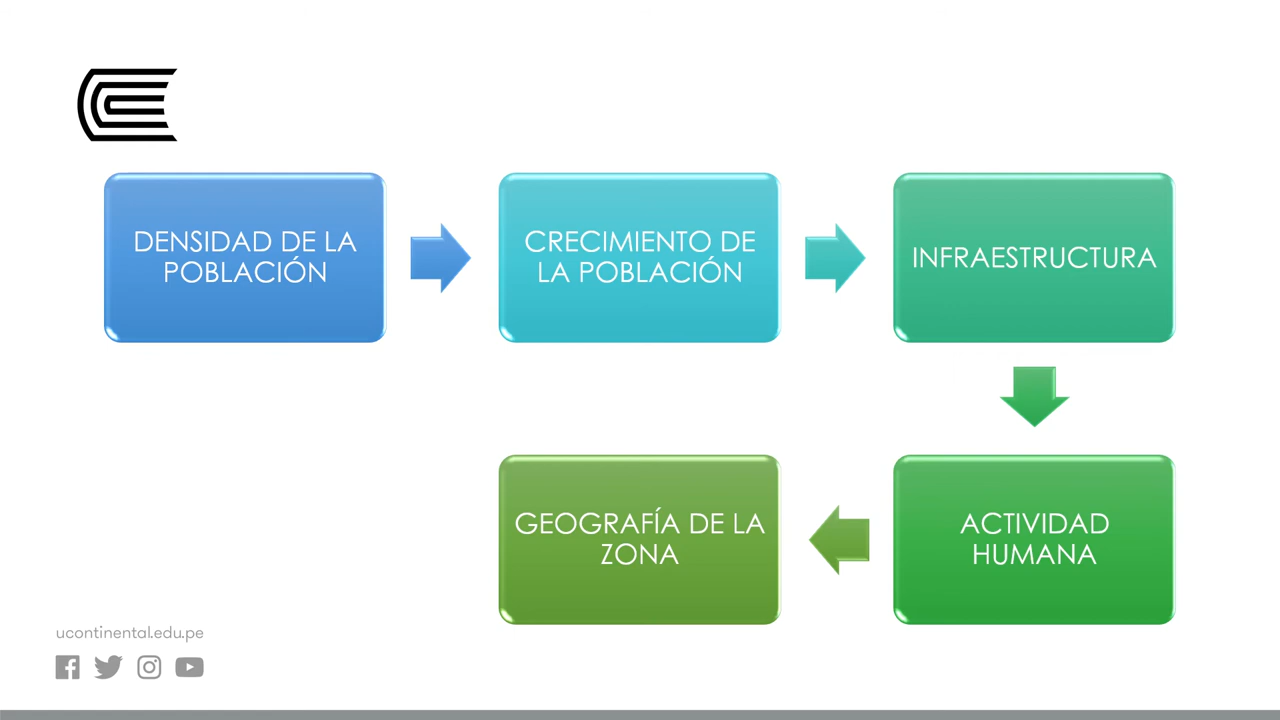 DENSIDAD DE LA
POBLACIÓN
CRECIMIENTO DE
LA POBLACIÓN
INFRAESTRUCTURA
GEOGRAFÍA DE LA
ZONA
ACTIVIDAD
HUMANA
ucontinental.edu.pe